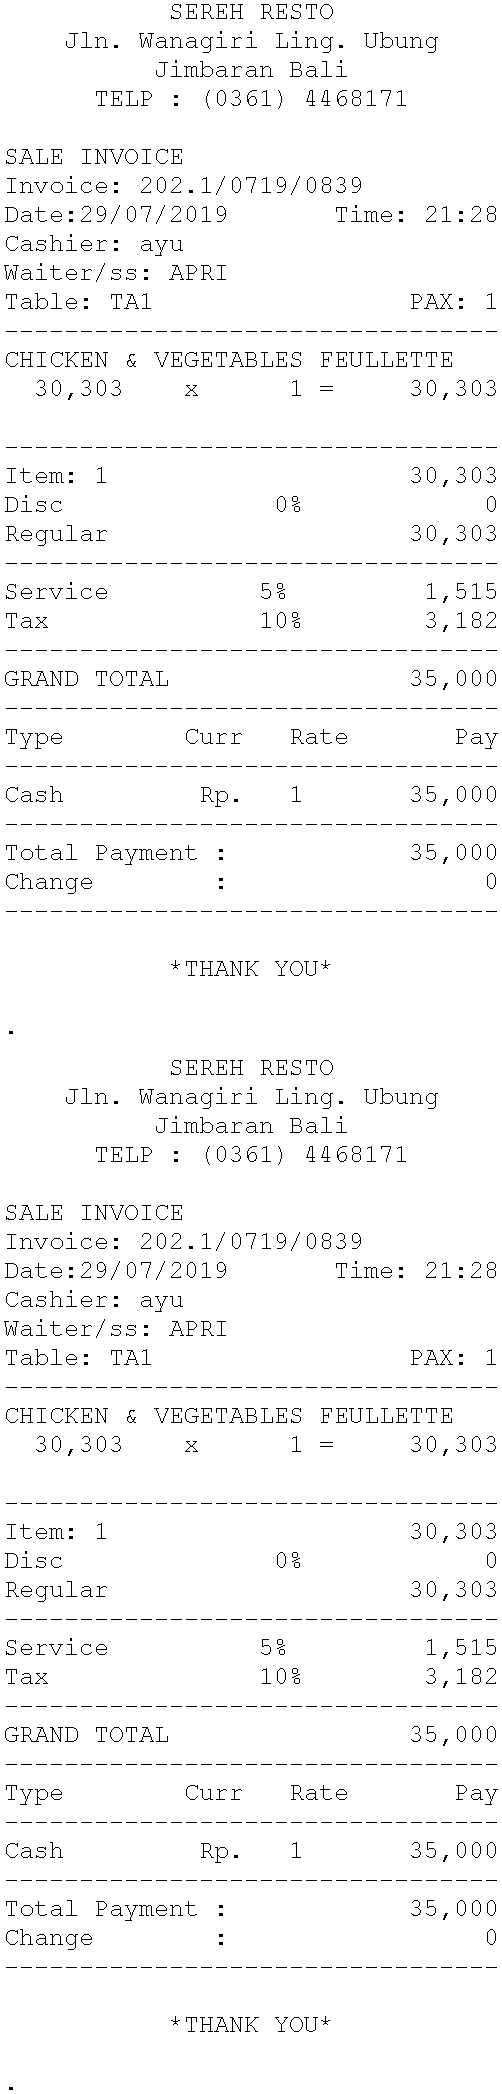 SEREH RESTO
Jln. Wanagiri Ling. Ubung
Jimbaran Bali
TELP : (0361) 4468171
SALE INVOICE
Invoice: 202.1/0719/0839
Date:29/07/2019 Time: 21:28
Cashier: ayu
Waiter/ss: APRI
Table: TA1 PAX: 1
---------------------------------
CHICKEN & VEGETABLES FEULLETTE
30,303 x 1 = 30,303
---------------------------------
Item: 1 30,303
Disc 0% 0
Regular 30,303
---------------------------------
Service 5% 1,515
Tax 10% 3,182
---------------------------------
GRAND TOTAL 35,000
---------------------------------
Type Curr Rate Pay
---------------------------------
Cash Rp. 1 35,000
---------------------------------
Total Payment : 35,000
Change : 0
---------------------------------
*THANK YOU*
.
SEREH RESTO
Jln. Wanagiri Ling. Ubung
Jimbaran Bali
TELP : (0361) 4468171
SALE INVOICE
Invoice: 202.1/0719/0839
Date:29/07/2019 Time: 21:28
Cashier: ayu
Waiter/ss: APRI
Table: TA1 PAX: 1
---------------------------------
CHICKEN & VEGETABLES FEULLETTE
30,303 x 1 = 30,303
---------------------------------
Item: 1 30,303
Disc 0% 0
Regular 30,303
---------------------------------
Service 5% 1,515
Tax 10% 3,182
---------------------------------
GRAND TOTAL 35,000
---------------------------------
Type Curr Rate Pay
---------------------------------
Cash Rp. 1 35,000
---------------------------------
Total Payment : 35,000
Change : 0
---------------------------------
*THANK YOU*
.